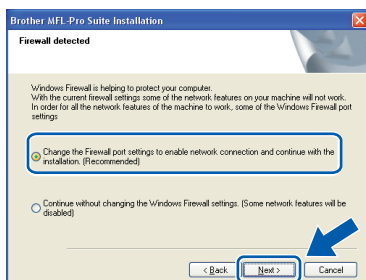 Brother MFL-Pro Suite Installation
Firewall detected
Windows Firewall is helping to protect your computer.
With the current firewall settings some of the network features on your machine will not work.
In order for all the network features of the machine to work, some of the Windows Firewall port
settings
Change the Firewall port settings to enable network connection and continue with the
installation. (Recommended)
Continue without changing the Windows Firewall settings. (Some network features will be
disabled)
< Back
Next >
Cancel